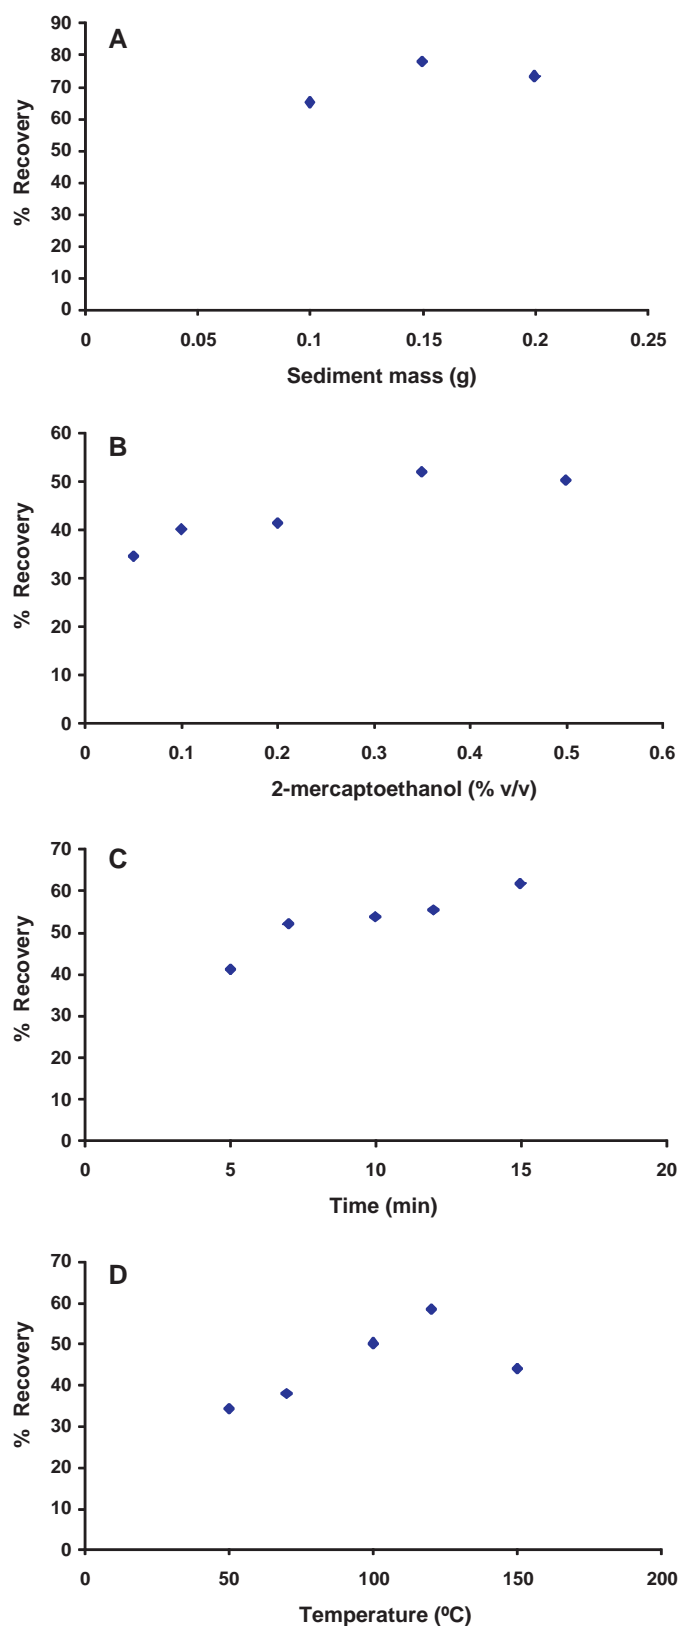 A
90
80
70
60
50
40
30
20
10
0
% Recovery
0 0.05 0.1 0.15 0.2 0.25
Sediment mass (g)
B
60
50
40
30
20
10
0
% Recovery
0 0.1 0.2 0.3 0.4 0.5 0.6
2-mercaptoethanol (% v/v)
C
70
60
50
40
30
20
10
0
% Recovery
0 5 10 15 20
Time (min)
D
70
60
50
40
30
20
10
0
% Recovery
0 50 100 150 200
Temperature (ºC)